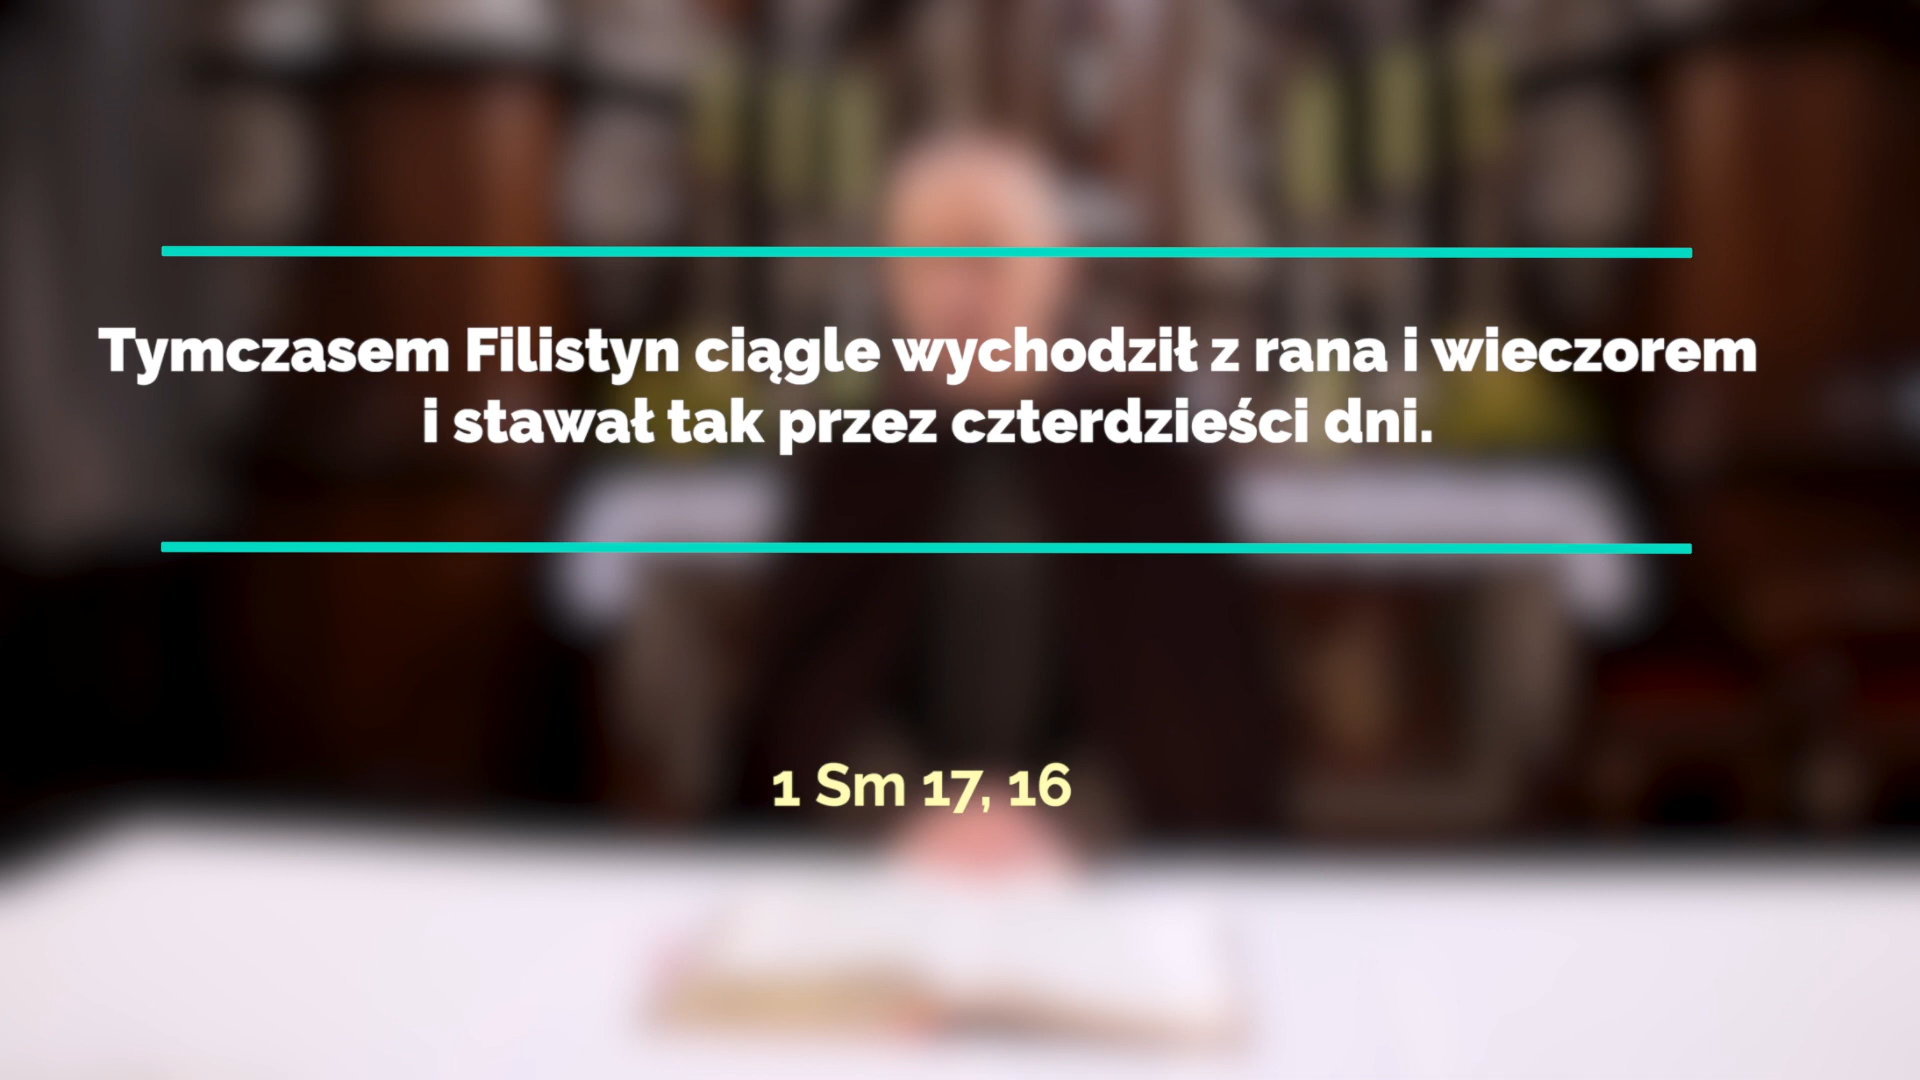 Tymczasem Filistyn ciągle wychodził z rana i wieczorem
i stawał tak przez czterdzieści dni.
1 Sm 17, 16